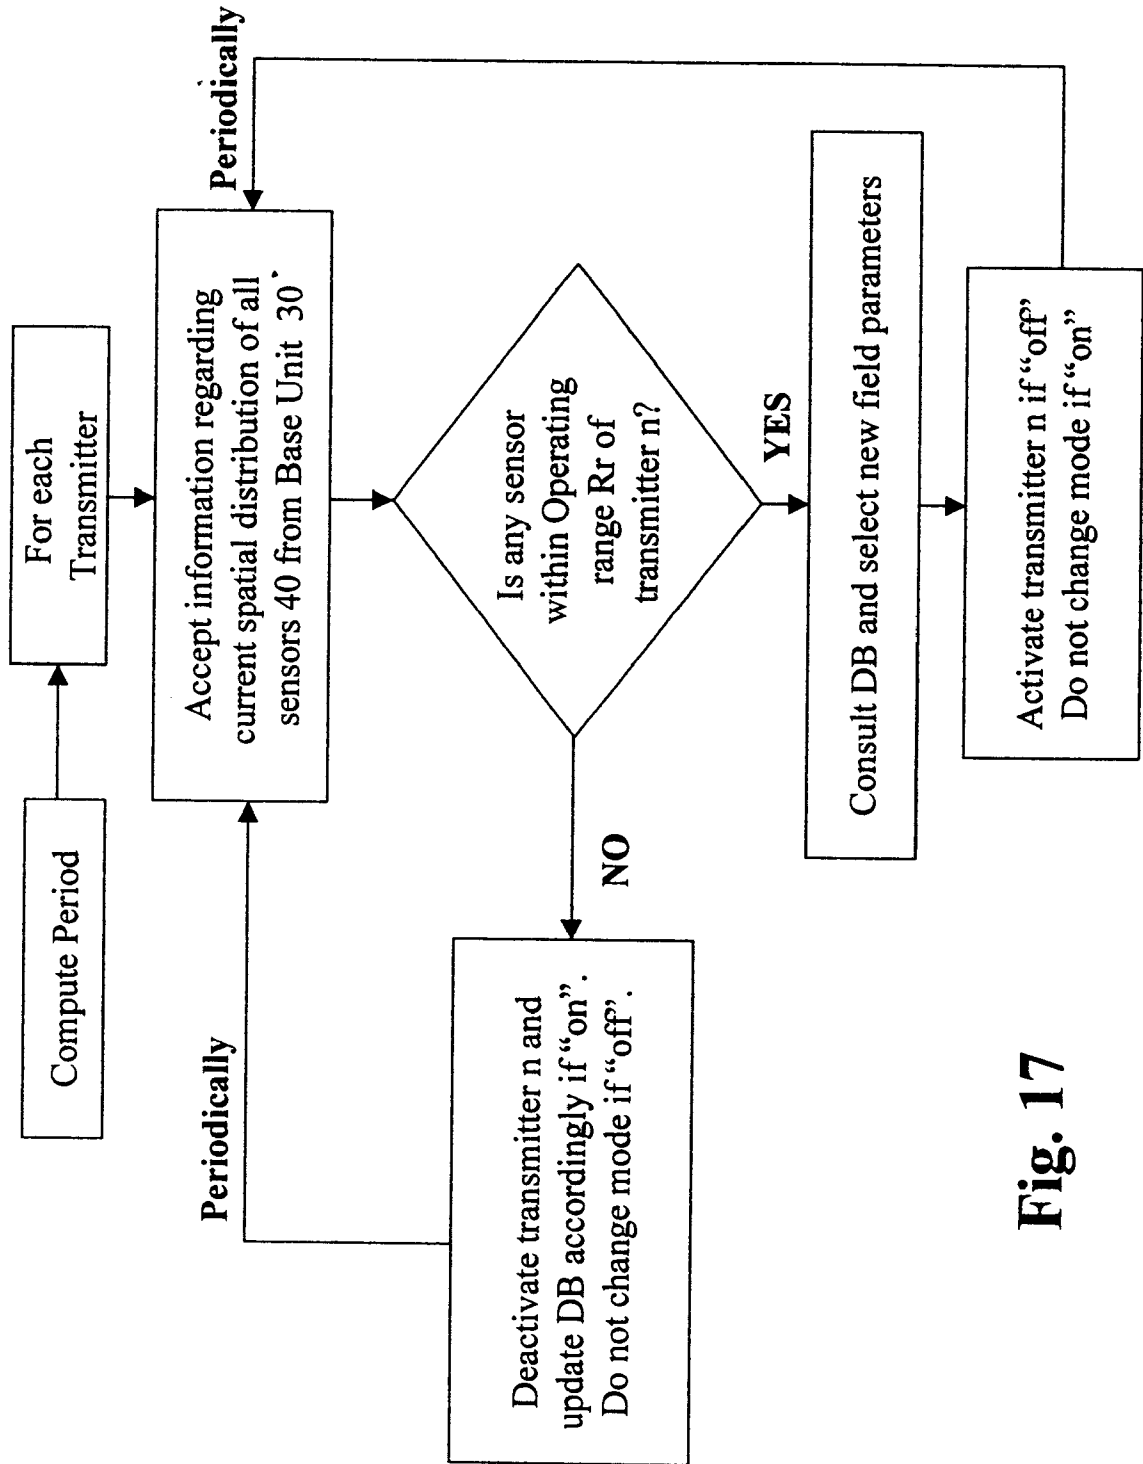 Compute Period
For each
Transmitter
Periodically
Periodically
Accept information regarding
current spatial distribution of all
sensors 40 from Base Unit 30
Is any sensor
within Operating
range Rr of
transmitter n?
NO
YES
Deactivate transmitter n and
update DB accordingly if “on”.
Do not change mode if “off”.
Consult DB and select new field parameters
Activate transmitter n if “off”
Do not change mode if “on”
Fig. 17